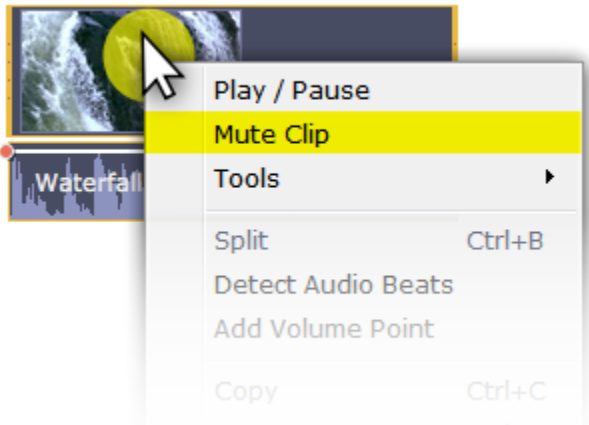 Play / Pause
Mute Clip
Waterfall
Tools
Split Ctrl+B
Detect Audio Beats
Add Volume Point
Copy Ctrl+C